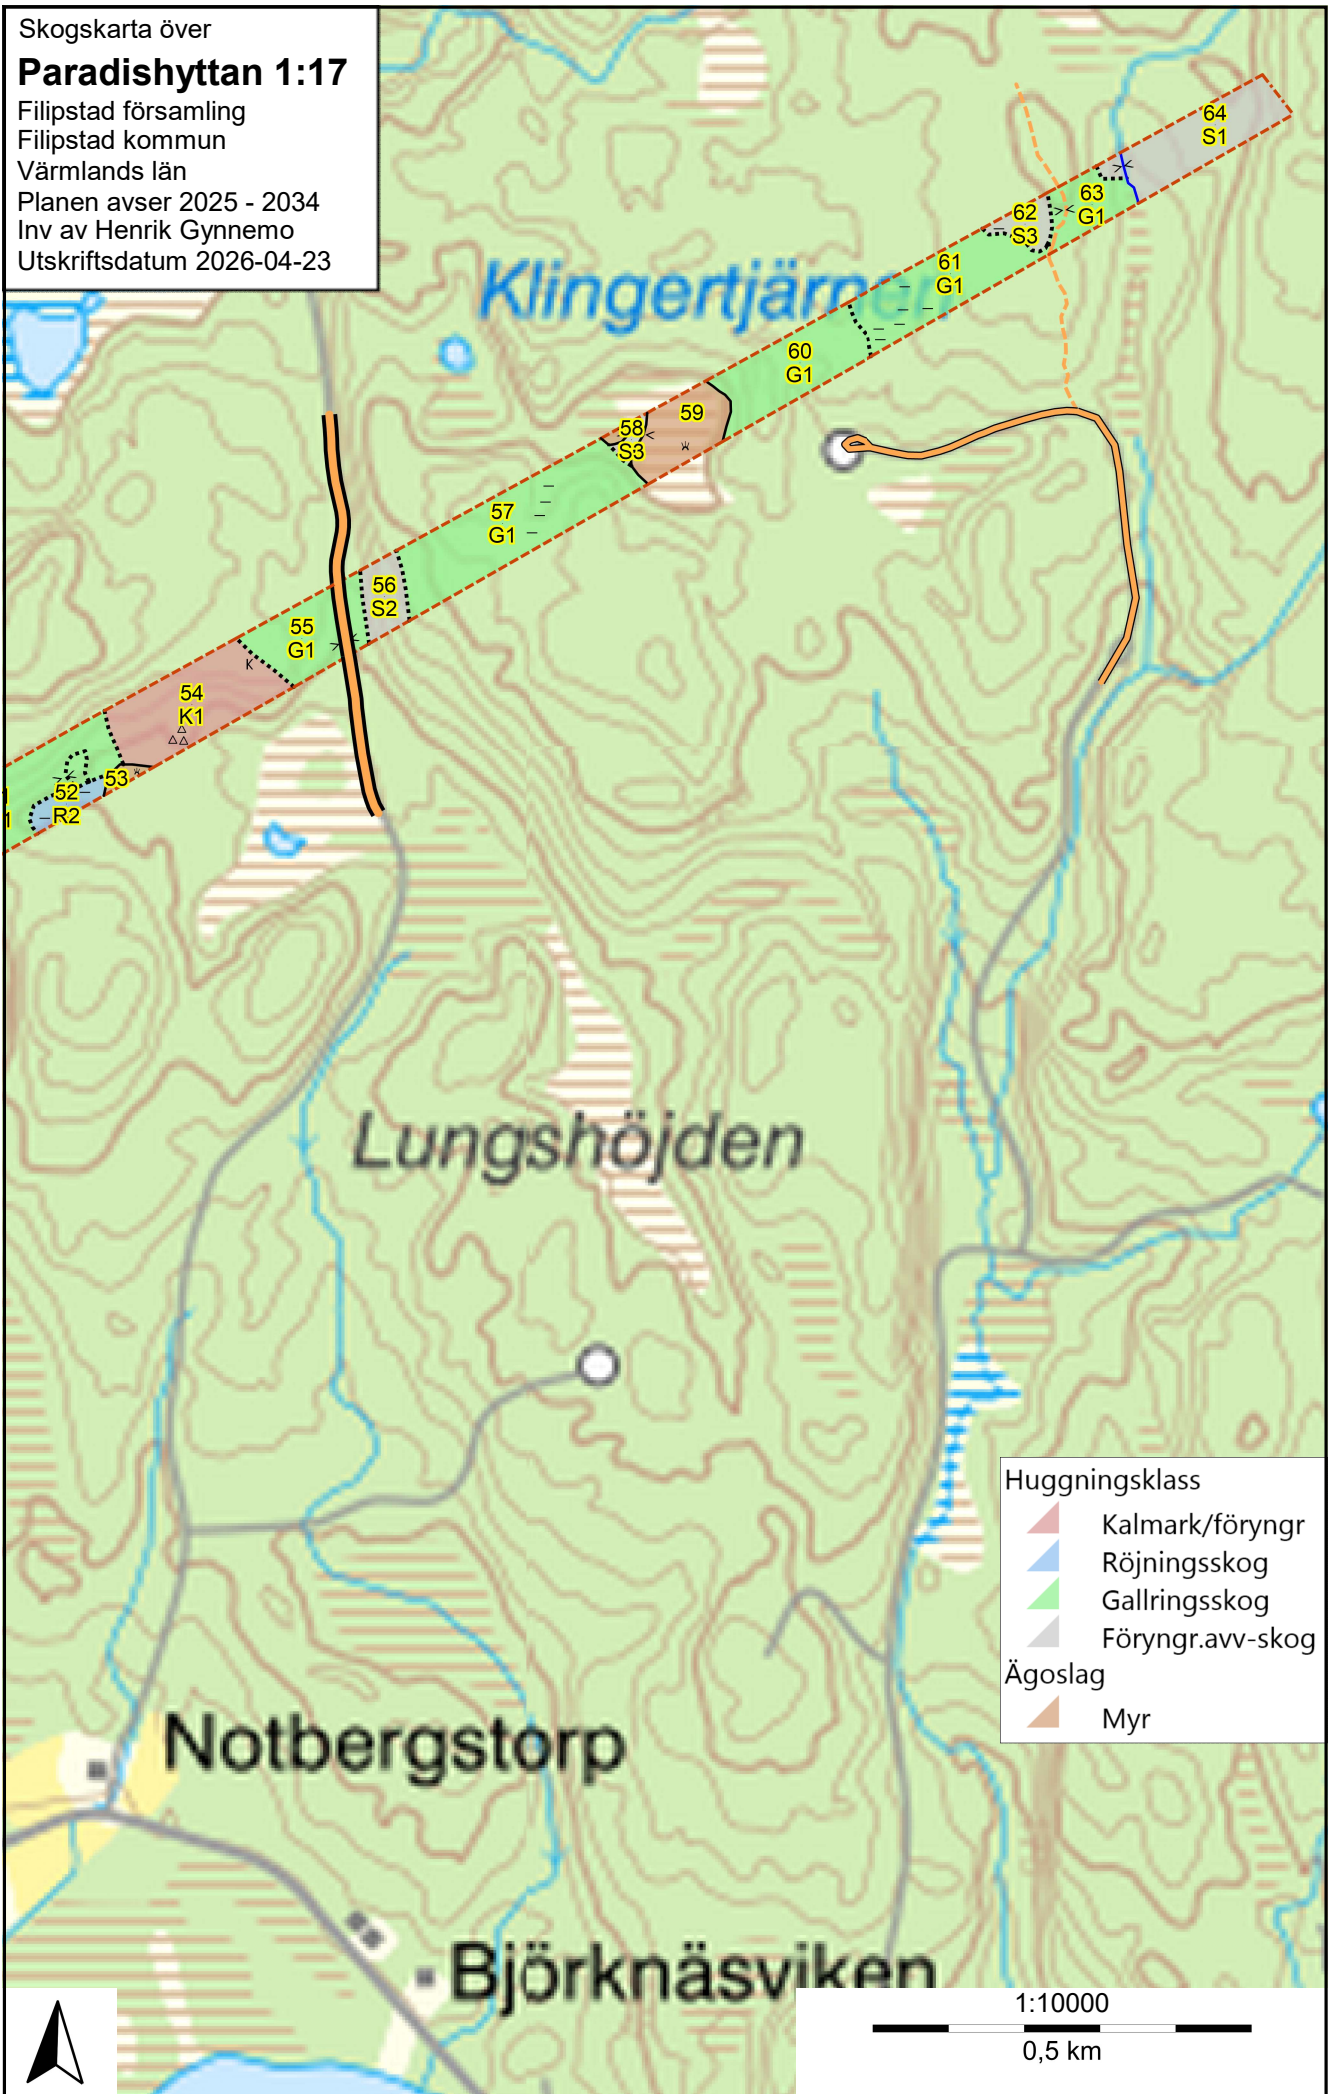 Skogskarta över
Paradishyttan 1:17
Filipstad församling
Filipstad kommun
Värmlands län
Planen avser 2025 - 2034
Inv av Henrik Gynnemo
Utskriftsdatum 2026-04-23
64
S1
63
G1
62
S3
61
G1
Klingertjärnen
60
G1
59
58
S3
57
G1
56
S2
55
G1
K
54
K1
53
52
R2
1
Lungshöjden
Huggningsklass
Kalmark/föryngr
Röjningsskog
Gallringsskog
Föryngr.avv-skog
Ägoslag
Myr
Notbergstorp
Björknäsviken
1:10000
0,5 km